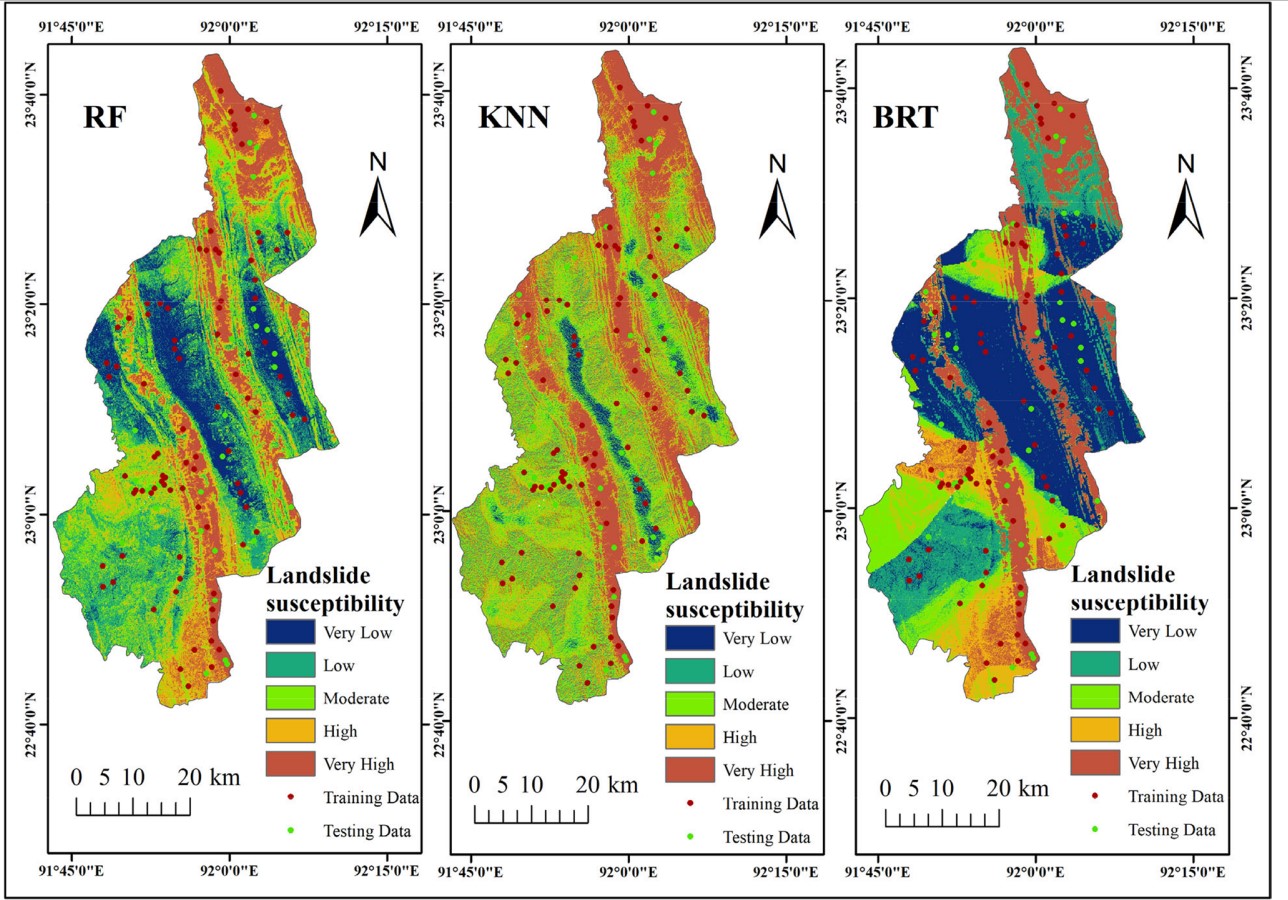 91°45'0"E 92°0'0"E 92°15'0"E
91°45'0"E 92°0'0"E 92°15'0"E
91°45'0"E 92°0'0"E 92°15'0"E
23°40'0"N
23°20'0"N
23°0'0"N
22°40'0"N
RF
N
Landslide
susceptibility
Very Low
Low
Moderate
High
Very High
Training Data
Testing Data
0 5 10 20 km
23°40'0"N
23°20'0"N
23°0'0"N
22°40'0"N
KNN
N
Landslide
susceptibility
Very Low
Low
Moderate
High
Very High
Training Data
Testing Data
0 5 10 20 km
23°40'0"N
23°20'0"N
23°0'0"N
22°40'0"N
BRT
N
Landslide
susceptibility
Very Low
Low
Moderate
High
Very High
Training Data
Testing Data
0 5 10 20 km
23°40'0"N
23°20'0"N
23°0'0"N
22°40'0"N
91°45'0"E 92°0'0"E 92°15'0"E
91°45'0"E 92°0'0"E 92°15'0"E
91°45'0"E 92°0'0"E 92°15'0"E